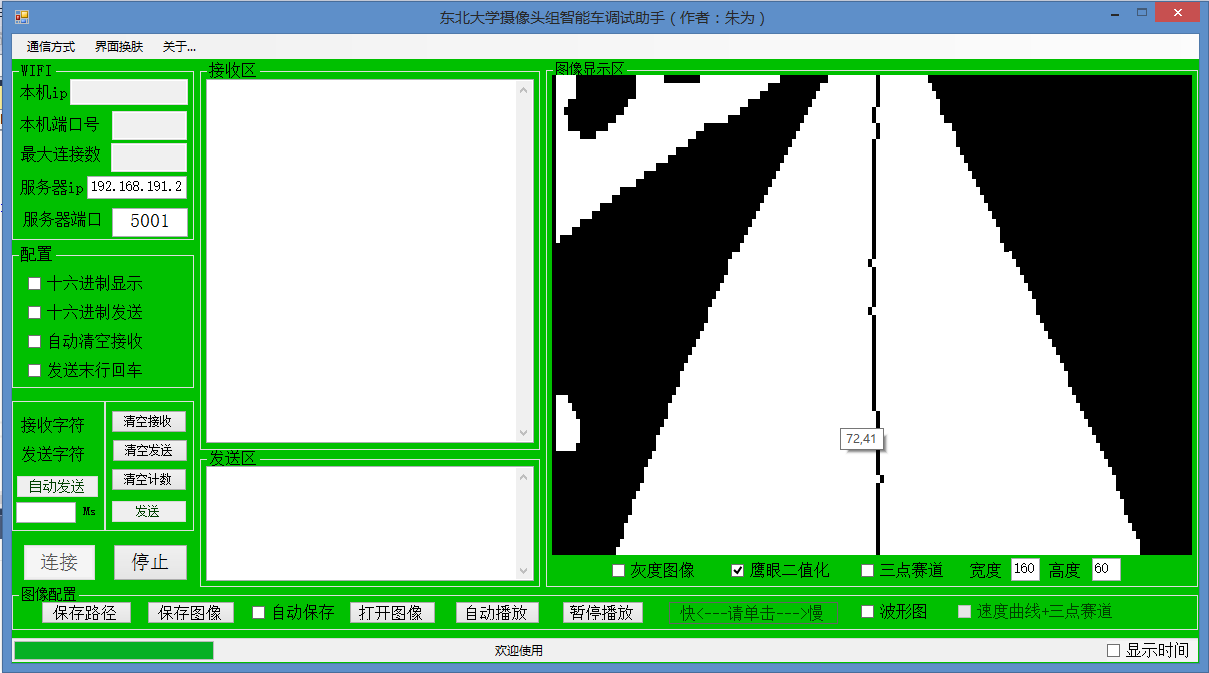 东北大学摄像头组智能车调试助手（作者：朱为）
通信方式 界面换肤 关于...
WIFI
本机ip
本机端口号
最大连接数
服务器ip 192.168.191.2
服务器端口 5001
配置
十六进制显示
十六进制发送
自动清空接收
发送末行回车
接收字符
发送字符
自动发送
Ms
清空接收
清空发送
清空计数
发送
连接 停止
接收区
发送区
图像显示区
72,41
灰度图像 鹰眼二值化 三点赛道 宽度 160 高度 60
图像配置
保存路径 保存图像 自动保存 打开图像 自动播放 暂停播放 快<---请单击--->慢 波形图 速度曲线+三点赛道
欢迎使用 显示时间